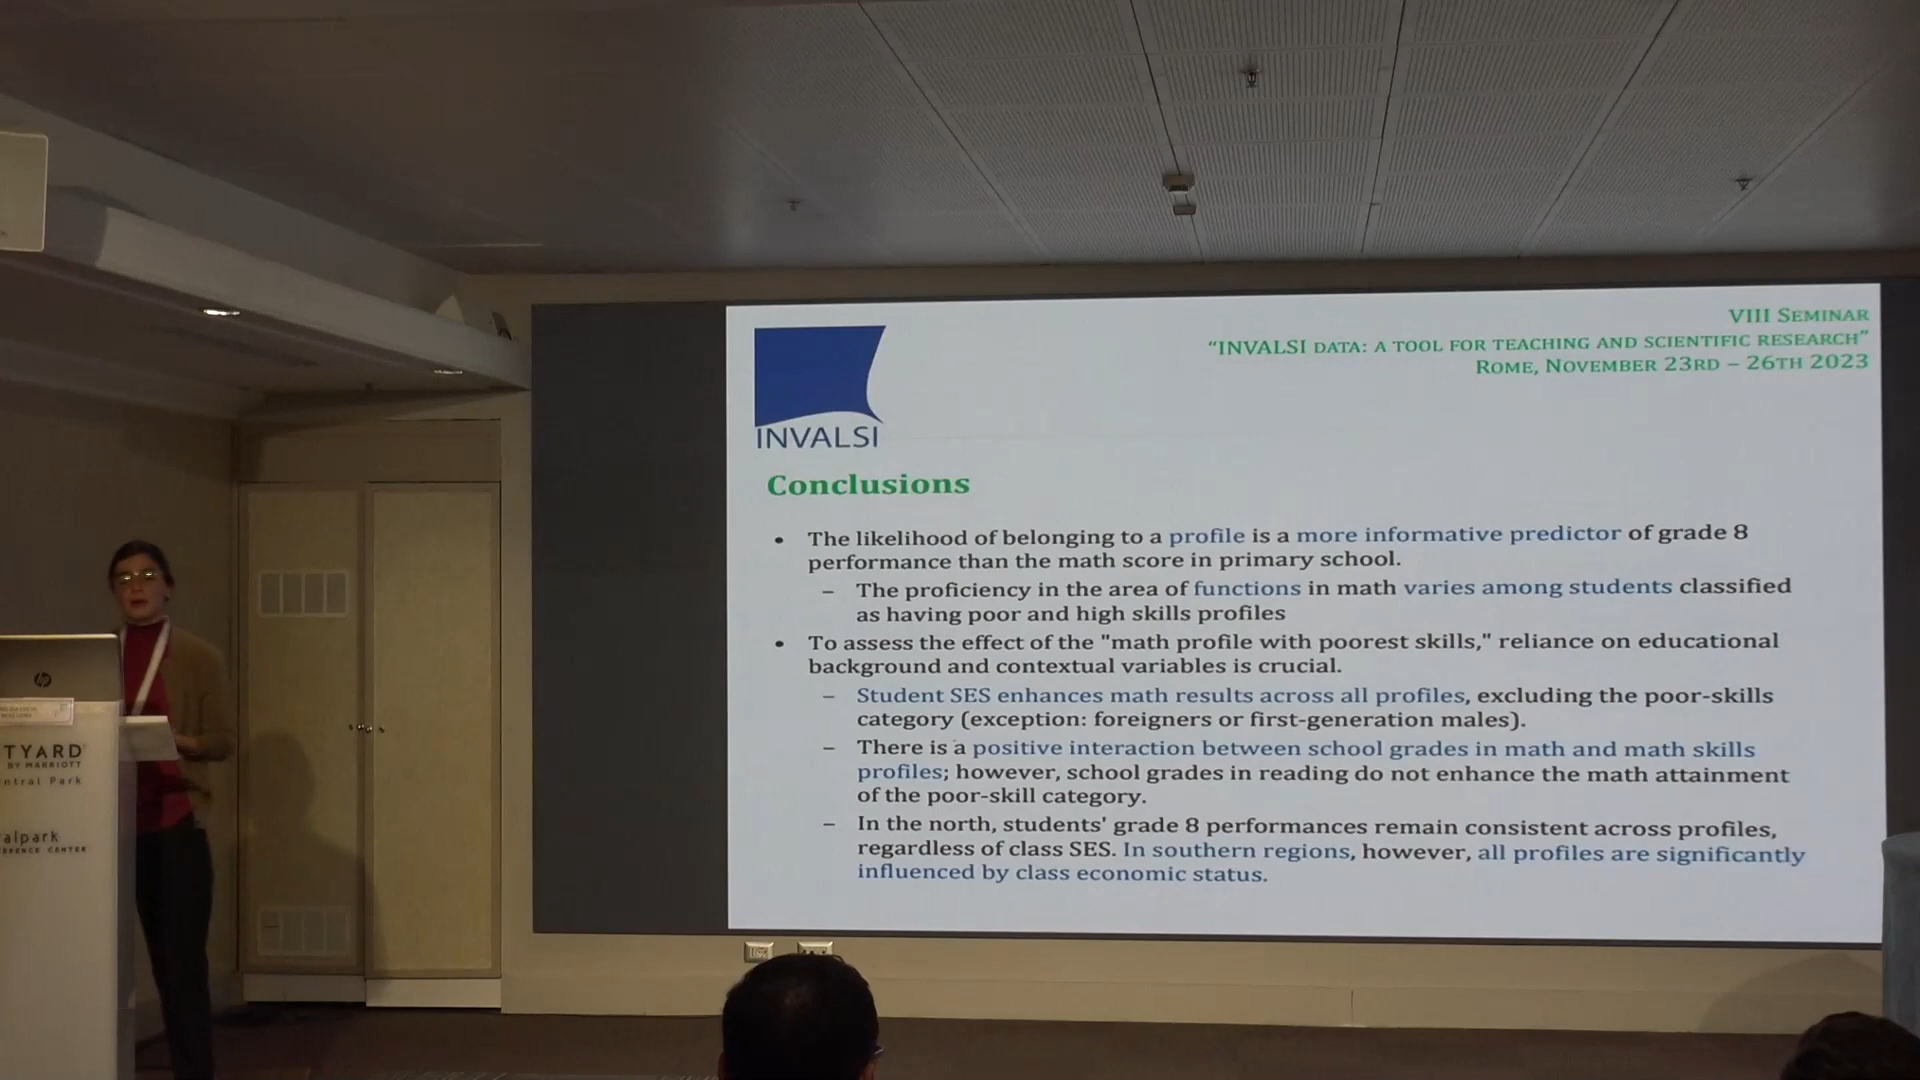 VIII Seminar
“INVALSI data: a tool for teaching and scientific research”
Rome, November 23rd – 26th 2023
INVALSI
Conclusions
• The likelihood of belonging to a profile is a more informative predictor of grade 8
performance than the math score in primary school.
– The proficiency in the area of functions in math varies among students classified
as having poor and high skills profiles
• To assess the effect of the "math profile with poorest skills," reliance on educational
background and contextual variables is crucial.
– Student SES enhances math results across all profiles, excluding the poor-skills
category (exception: foreigners or first-generation males).
– There is a positive interaction between school grades in math and math skills
profiles; however, school grades in reading do not enhance the math attainment
of the poor-skill category.
– In the north, students' grade 8 performances remain consistent across profiles,
regardless of class SES. In southern regions, however, all profiles are significantly
influenced by class economic status.
hp
TYARD
BY MARRIOTT
ntral Park
alpark
ERENCE CENTER